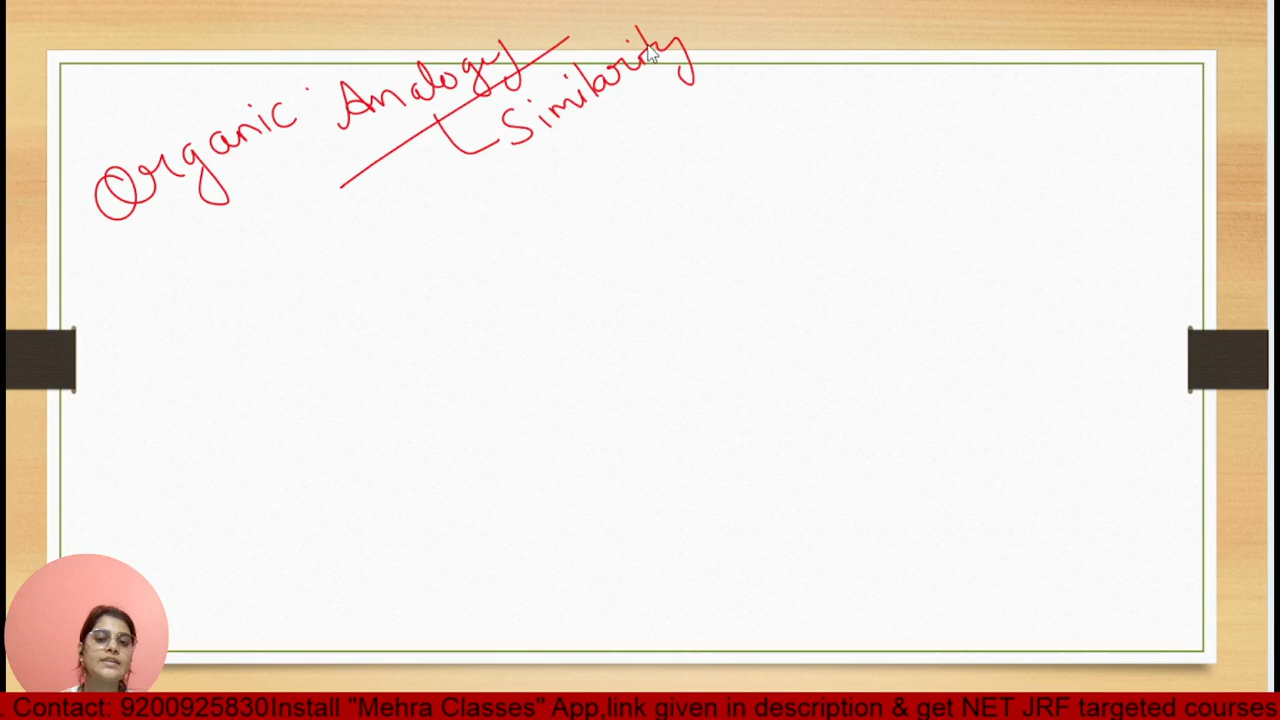 Organic Analogy
Similarity
Contact: 9200925830Install "Mehra Classes" App,link given in description & get NET JRF targeted courses